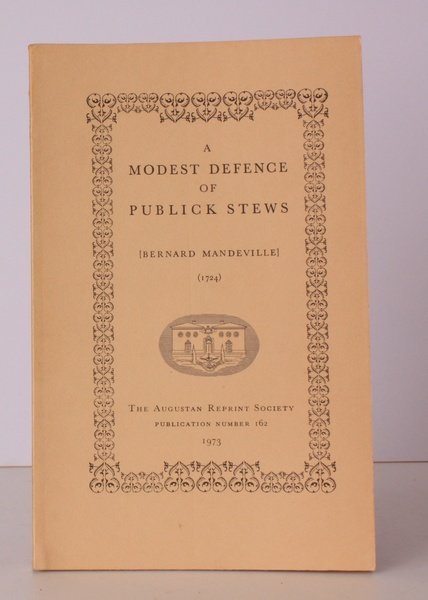 A
MODEST DEFENCE
OF
PUBLICK STEWS
[BERNARD MANDEVILLE]
(1724)
THE AUGUSTAN REPRINT SOCIETY
PUBLICATION NUMBER 162
1973